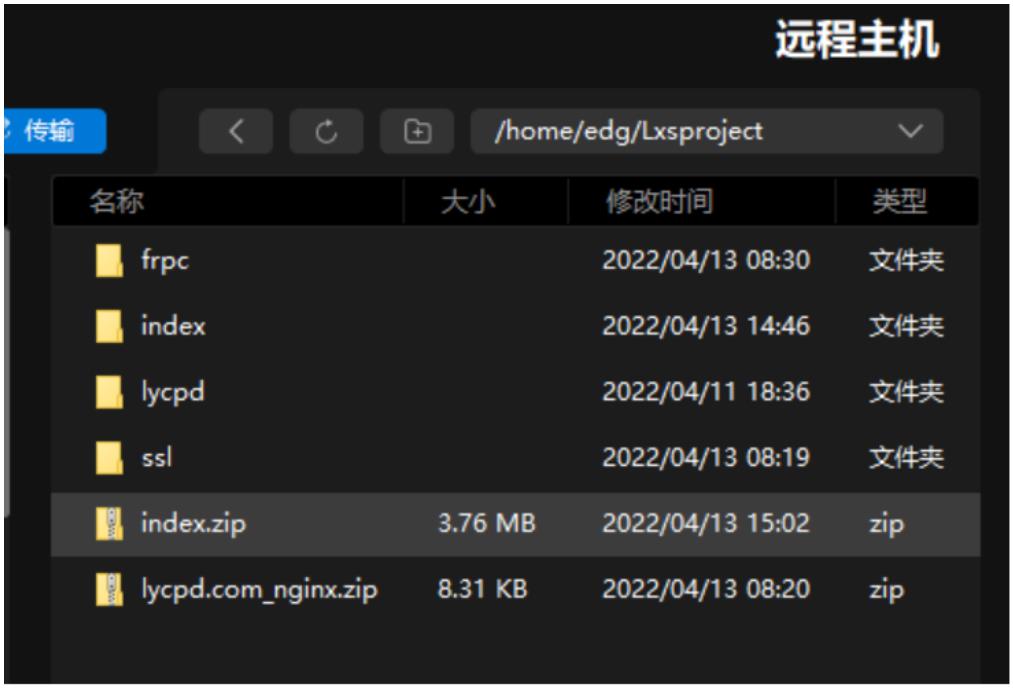 远程主机
传输
/home/edg/Lxsproject
名称 大小 修改时间 类型
frpc 2022/04/13 08:30 文件夹
index 2022/04/13 14:46 文件夹
lycpd 2022/04/11 18:36 文件夹
ssl 2022/04/13 08:19 文件夹
index.zip 3.76 MB 2022/04/13 15:02 zip
lycpd.com_nginx.zip 8.31 KB 2022/04/13 08:20 zip